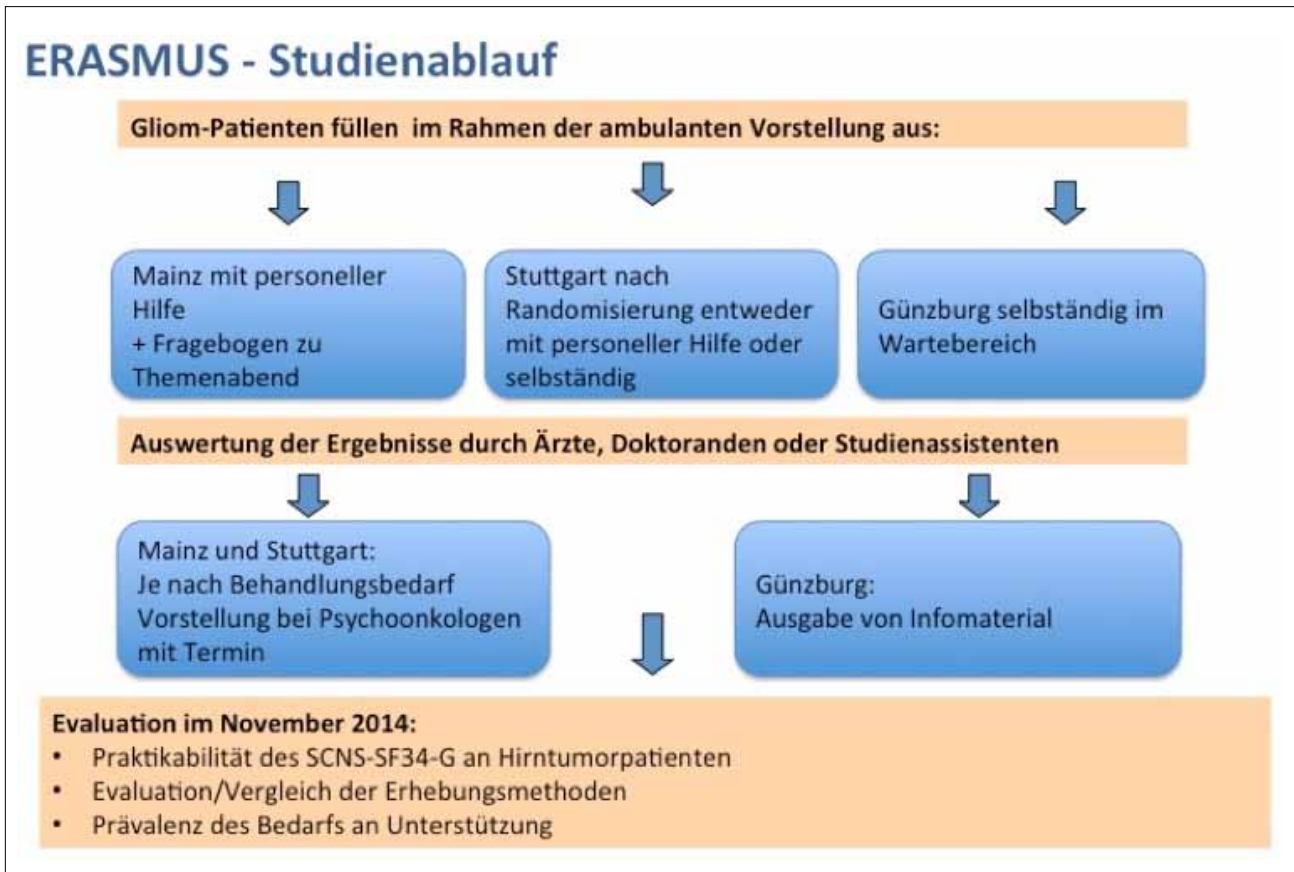 ERASMUS - Studienablauf
Gliom-Patienten füllen im Rahmen der ambulanten Vorstellung aus:
Mainz mit personeller
Hilfe
+ Fragebogen zu
Themenabend
Stuttgart nach
Randomisierung entweder
mit personeller Hilfe oder
selbständig
Günzburg selbständig im
Wartebereich
Auswertung der Ergebnisse durch Ärzte, Doktoranden oder Studienassistenten
Mainz und Stuttgart:
Je nach Behandlungsbedarf
Vorstellung bei Psychoonkologen
mit Termin
Günzburg:
Ausgabe von Infomaterial
Evaluation im November 2014:
• Praktikabilität des SCNS-SF34-G an Hirntumorpatienten
• Evaluation/Vergleich der Erhebungsmethoden
• Prävalenz des Bedarfs an Unterstützung